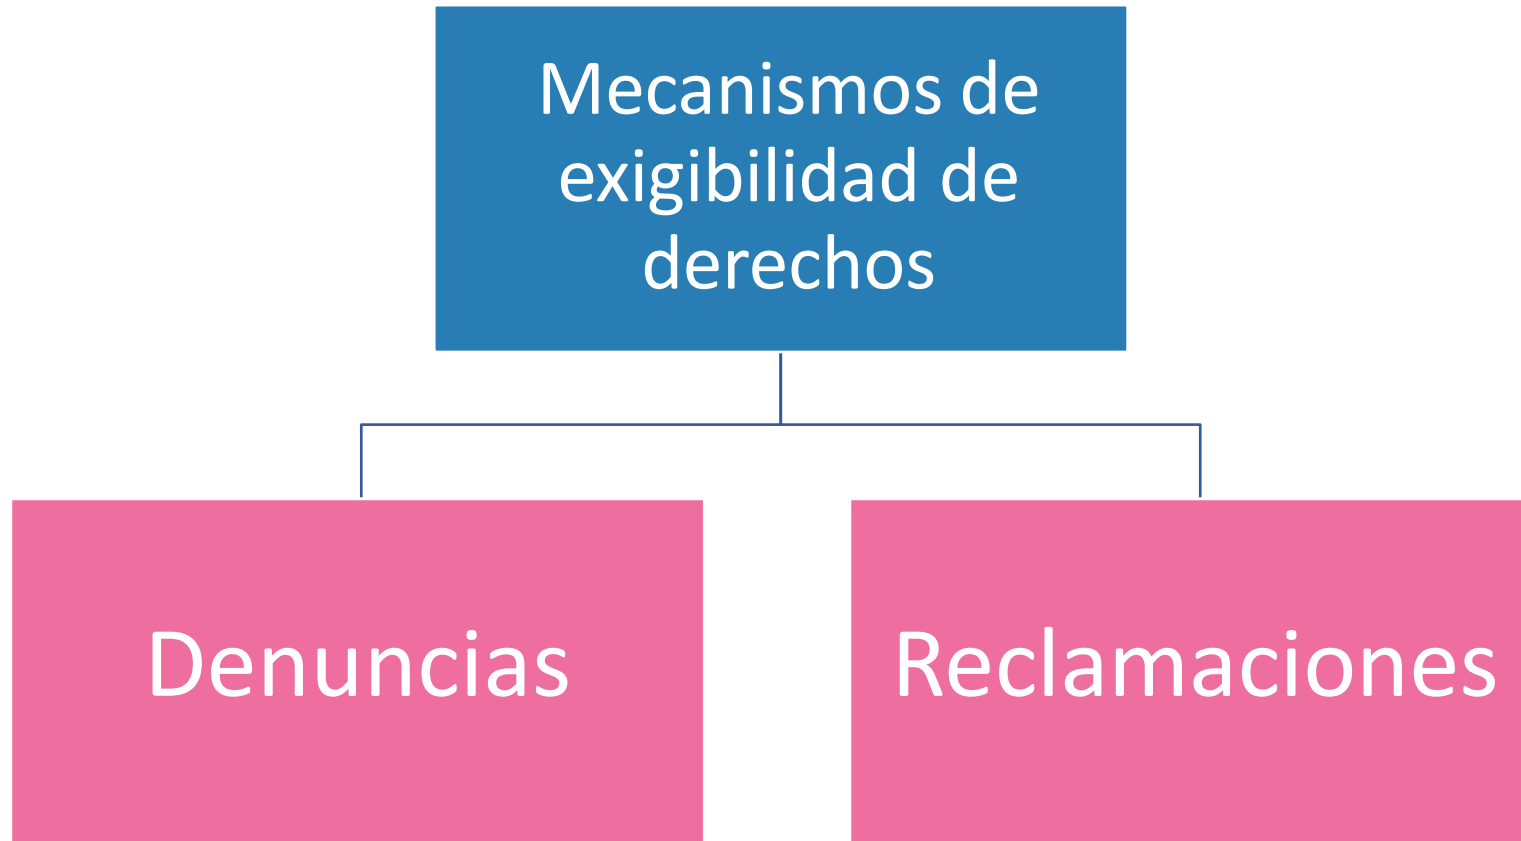 Mecanismos de
exigibilidad de
derechos
Denuncias
Reclamaciones